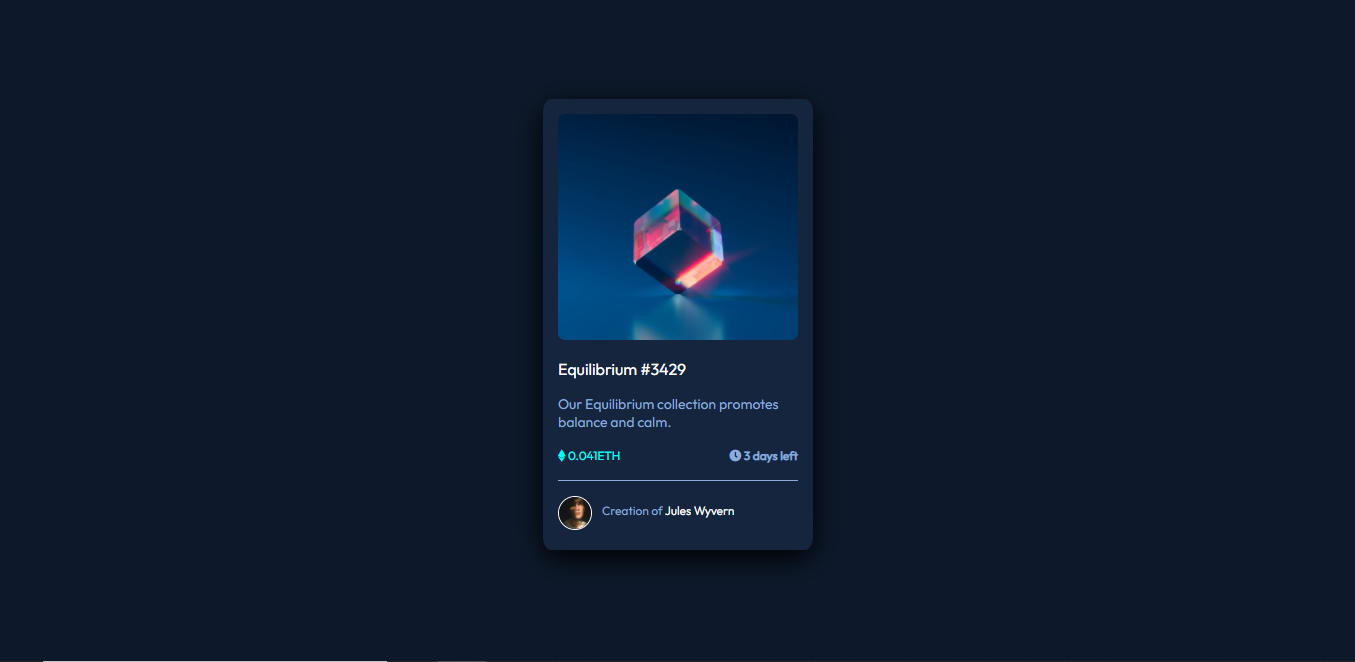 Equilibrium #3429
Our Equilibrium collection promotes
balance and calm.
0.041ETH
3 days left
Creation of Jules Wyvern